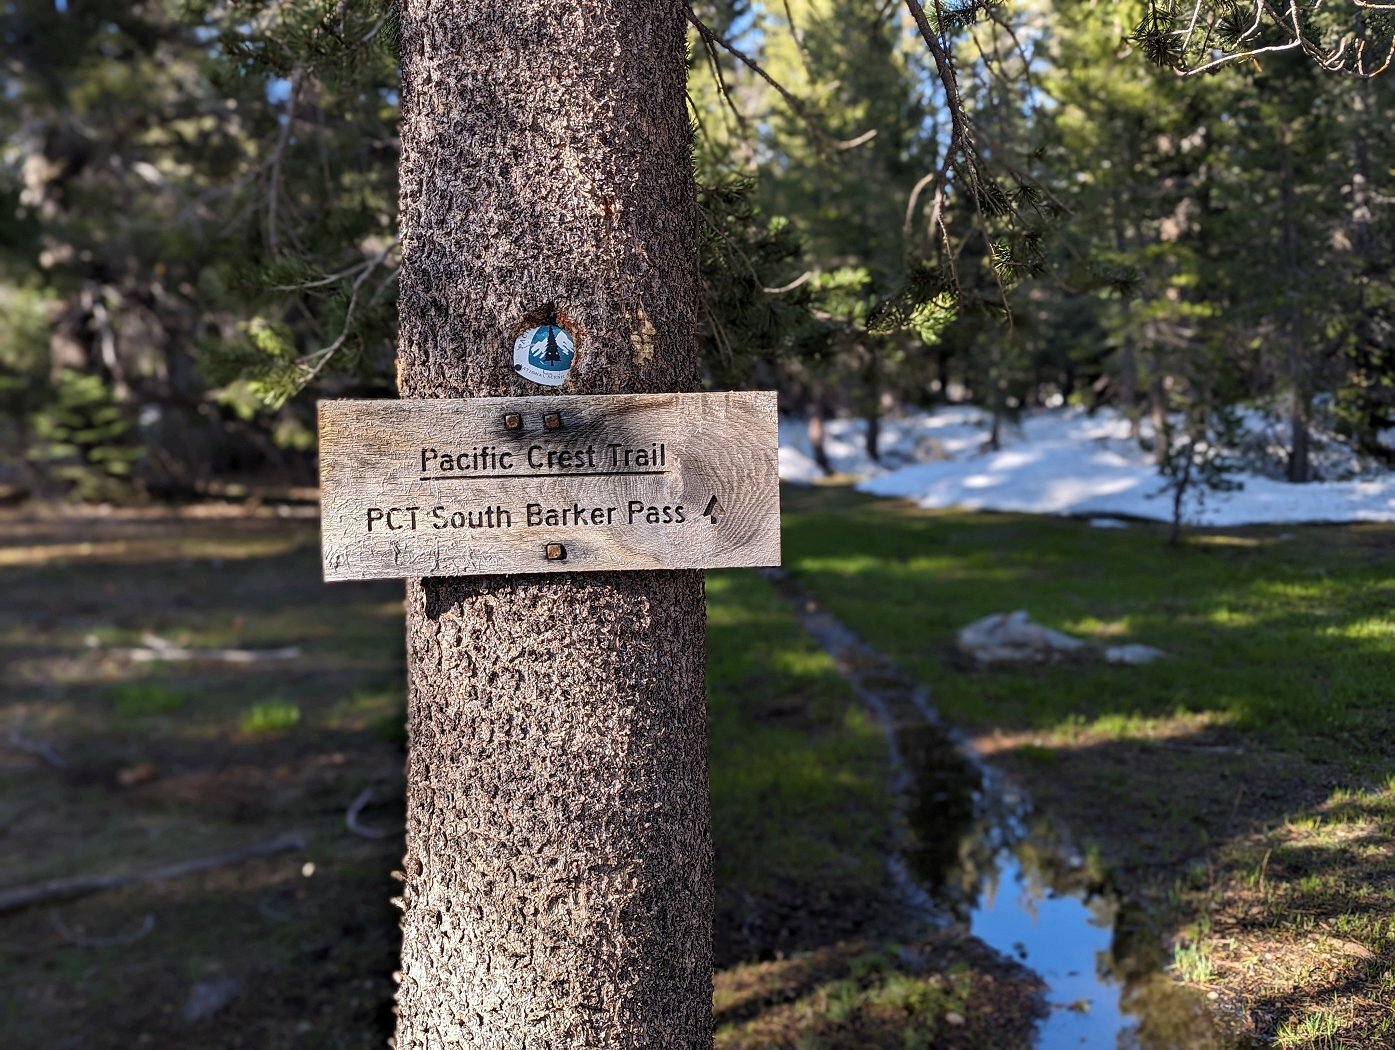 Pacific Crest Trail
PCT South Barker Pass